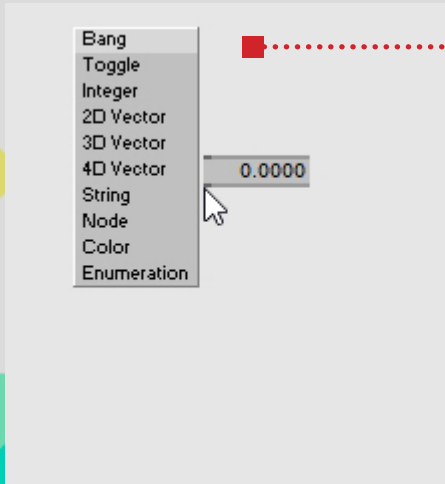 Bang
Toggle
Integer
2D Vector
3D Vector
4D Vector
0.0000
String
Node
Color
Enumeration